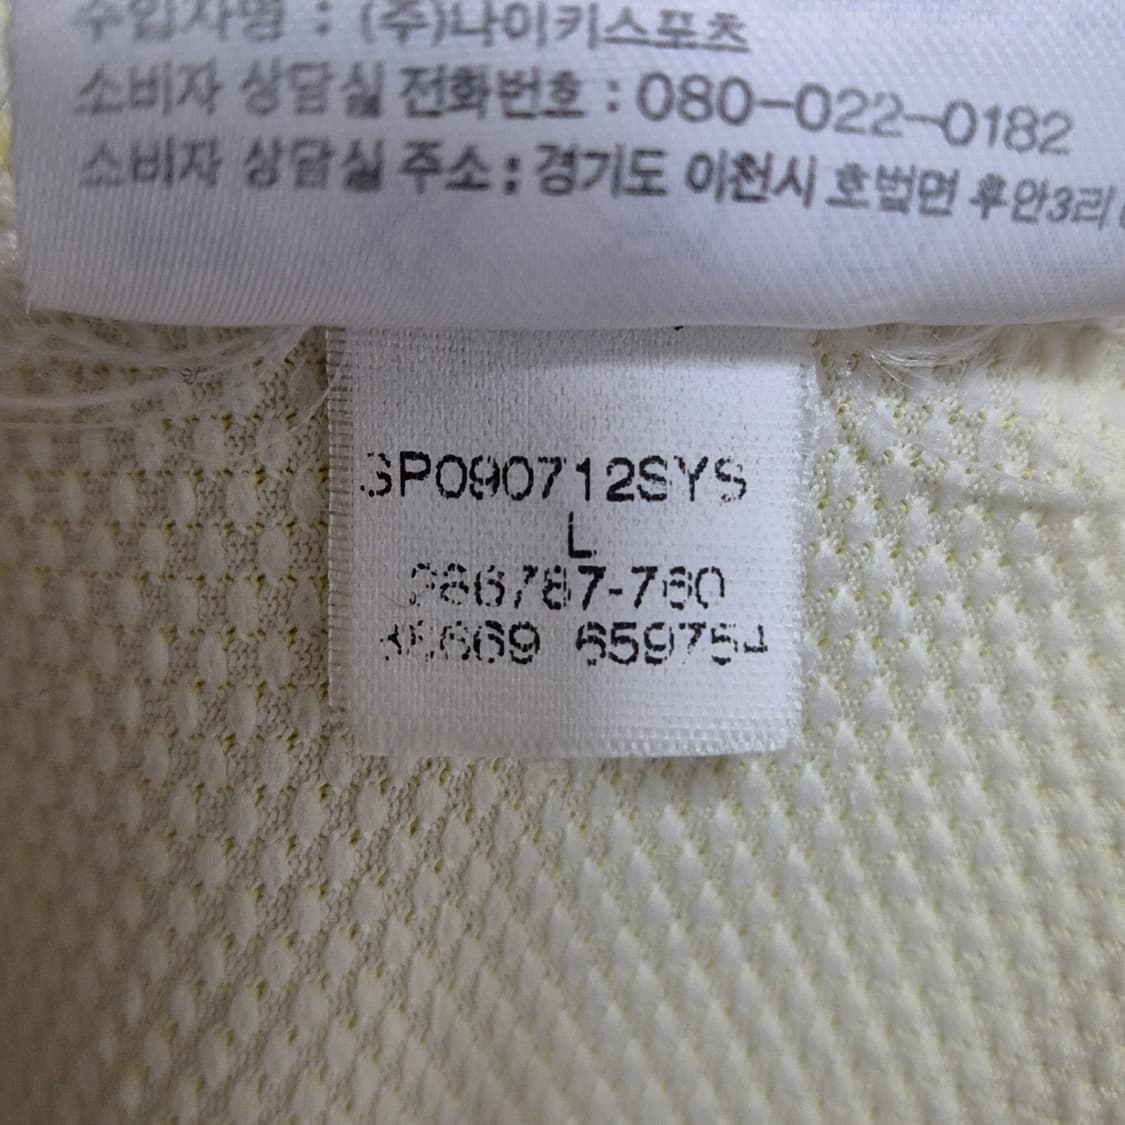 수입자명 : (주)나이키스포츠
소비자 상담실 전화번호 : 080-022-0182
소비자 상담실 주소 : 경기도 이천시 호법면 후안3리
SP090712SYS
L
659754